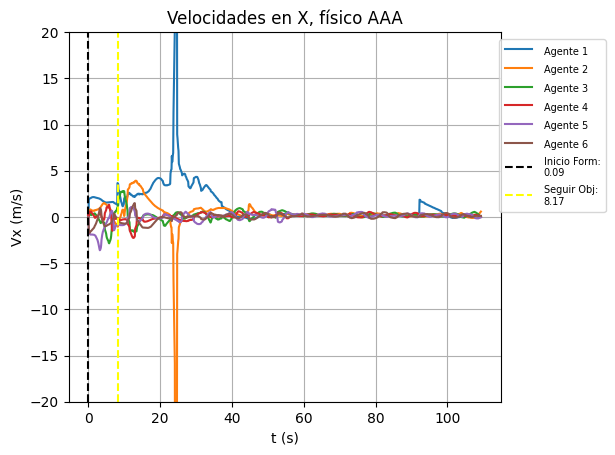 Velocidades en X, físico AAA
20
15
10
5
0
−5
−10
−15
−20
Vx (m/s)
0
20
40
60
80
100
t (s)
Agente 1
Agente 2
Agente 3
Agente 4
Agente 5
Agente 6
Inicio Form:
0.09
Seguir Obj:
8.17